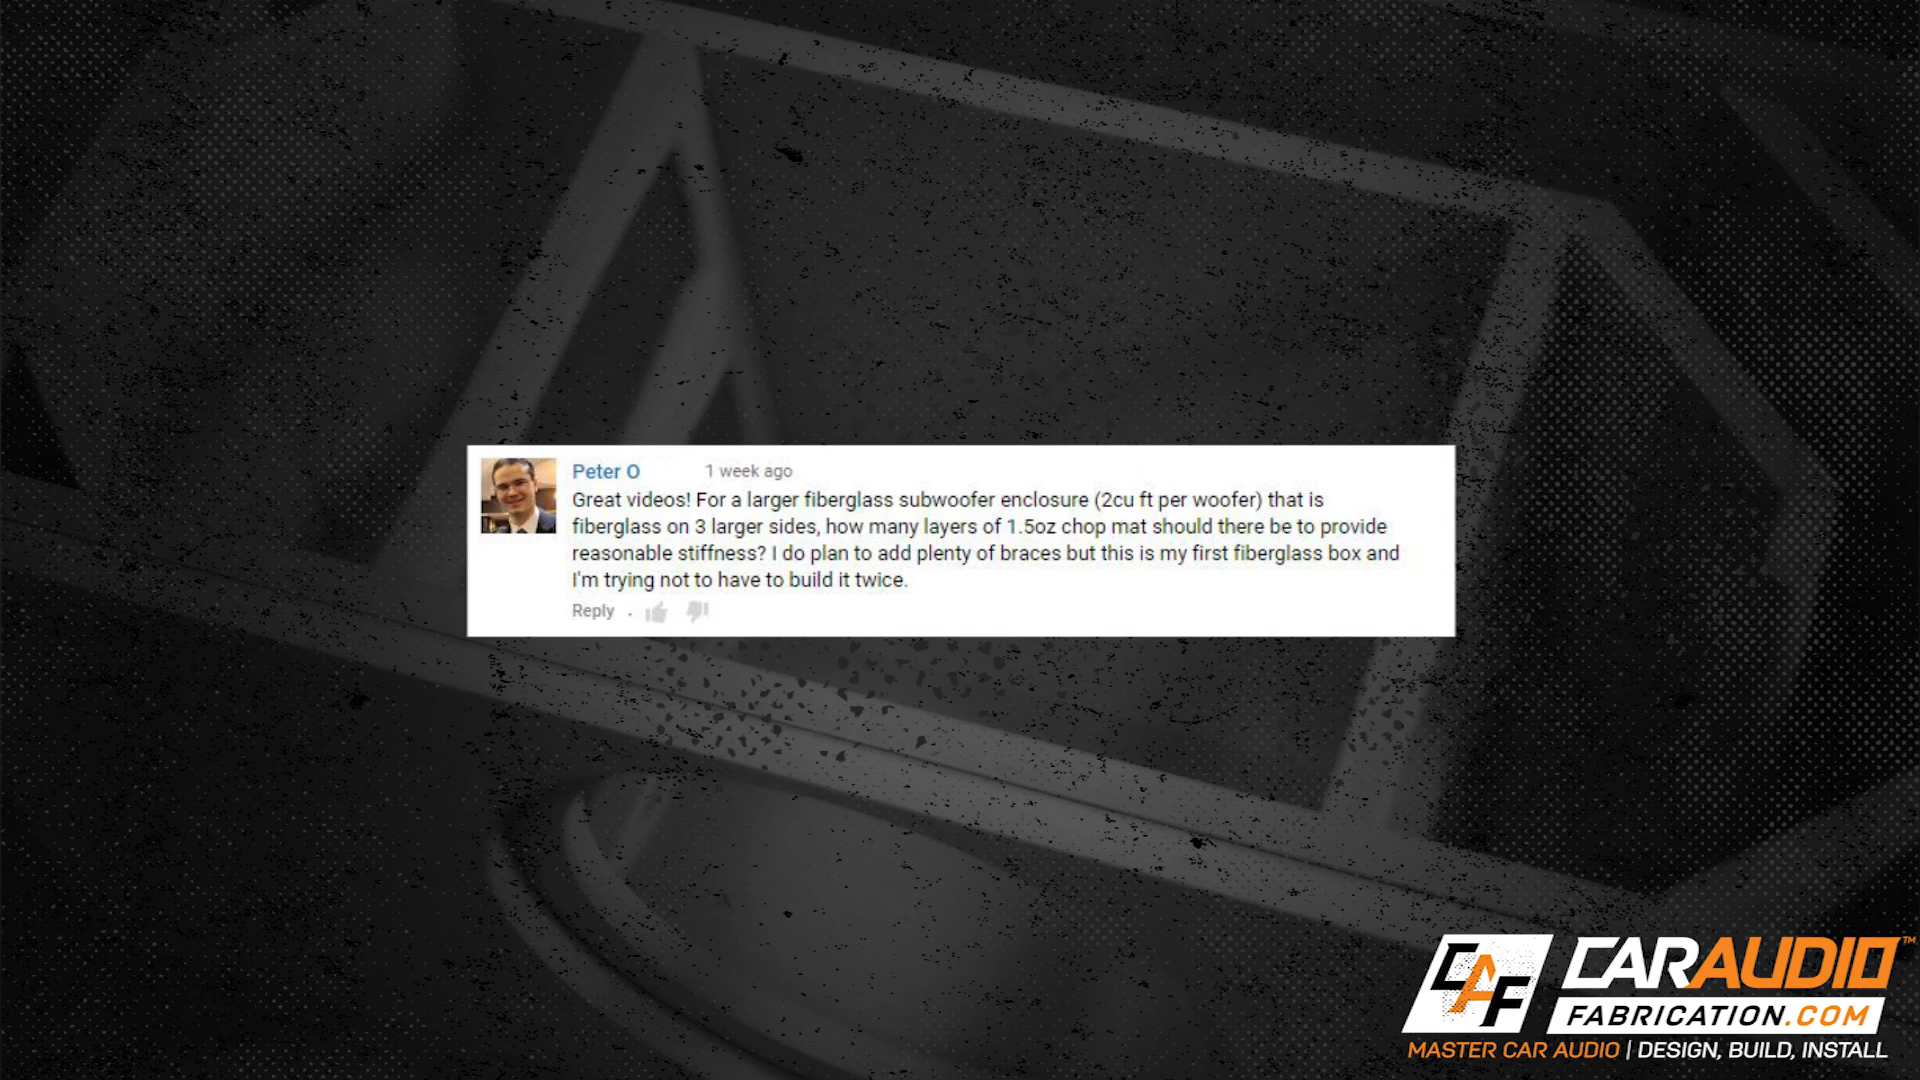 Peter O 1 week ago
Great videos! For a larger fiberglass subwoofer enclosure (2cu ft per woofer) that is
fiberglass on 3 larger sides, how many layers of 1.5oz chop mat should there be to provide
reasonable stiffness? I do plan to add plenty of braces but this is my first fiberglass box and
I'm trying not to have to build it twice.
Reply .
CAF
CARAUDIO™
FABRICATION.COM
MASTER CAR AUDIO | DESIGN, BUILD, INSTALL